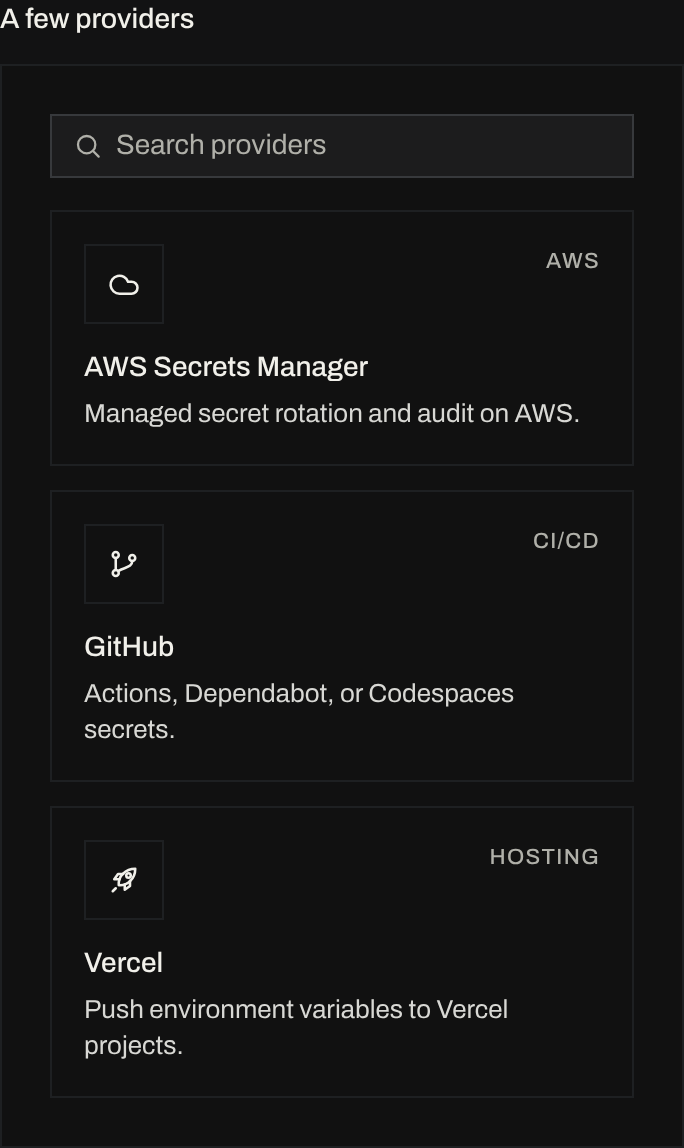 A few providers
Search providers
AWS
AWS Secrets Manager
Managed secret rotation and audit on AWS.
CI/CD
GitHub
Actions, Dependabot, or Codespaces
secrets.
HOSTING
Vercel
Push environment variables to Vercel
projects.